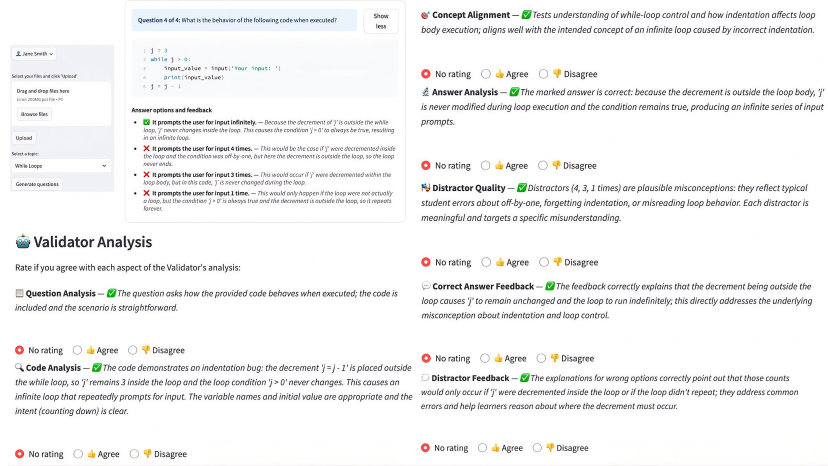 Jane Smith
Select your files and click 'Upload'
Drag and drop files here
Limit 200MB per file • PY
Browse files
Upload
Select a topic:
While Loops
Generate questions
Question 4 of 4: What is the behavior of the following code when executed?
Show
less
1 j = 3
2 while j > 0:
3 input_value = input('Your input: ')
4 print(input_value)
5 j = j - 1
Answer options and feedback
• ✅ It prompts the user for input infinitely. — Because the decrement of 'j' is outside the while
loop, 'j' never changes inside the loop. This causes the condition 'j > 0' to always be true, resulting
in an infinite loop.
• ❌ It prompts the user for input 4 times. — This would be the case if 'j' were decremented inside
the loop and the condition was off-by-one, but here the decrement is outside the loop, so the loop
never ends.
• ❌ It prompts the user for input 3 times. — This would occur if 'j' were decremented within the
loop body, but in this code, 'j' is never changed during the loop.
• ❌ It prompts the user for input 1 time. — This would only happen if the loop were not actually
a loop, but the condition 'j > 0' is always true and the decrement is outside the loop, so it repeats
forever.
🤖 Validator Analysis
Rate if you agree with each aspect of the Validator's analysis:
📋 Question Analysis — ✅ The question asks how the provided code behaves when executed; the code is
included and the scenario is straightforward.
No rating 👍 Agree 👎 Disagree
🔍 Code Analysis — ✅ The code demonstrates an indentation bug: the decrement 'j = j - 1' is placed outside
the while loop, so 'j' remains 3 inside the loop and the loop condition 'j > 0' never changes. This causes an
infinite loop that repeatedly prompts for input. The variable names and initial value are appropriate and the
intent (counting down) is clear.
No rating 👍 Agree 👎 Disagree
🎯 Concept Alignment — ✅ Tests understanding of while-loop control and how indentation affects loop
body execution; aligns well with the intended concept of an infinite loop caused by incorrect indentation.
No rating 👍 Agree 👎 Disagree
🔬 Answer Analysis — ✅ The marked answer is correct: because the decrement is outside the loop body, 'j'
is never modified during loop execution and the condition remains true, producing an infinite series of input
prompts.
No rating 👍 Agree 👎 Disagree
🎭 Distractor Quality — ✅ Distractors (4, 3, 1 times) are plausible misconceptions: they reflect typical
student errors about off-by-one, forgetting indentation, or misreading loop behavior. Each distractor is
meaningful and targets a specific misunderstanding.
No rating 👍 Agree 👎 Disagree
💬 Correct Answer Feedback — ✅ The feedback correctly explains that the decrement being outside the
loop causes 'j' to remain unchanged and the loop to run indefinitely; this directly addresses the underlying
misconception about indentation and loop control.
No rating 👍 Agree 👎 Disagree
💭 Distractor Feedback — ✅ The explanations for wrong options correctly point out that those counts
would only occur if 'j' were decremented inside the loop or if the loop didn't repeat; they address common
errors and help learners reason about where the decrement must occur.
No rating 👍 Agree 👎 Disagree